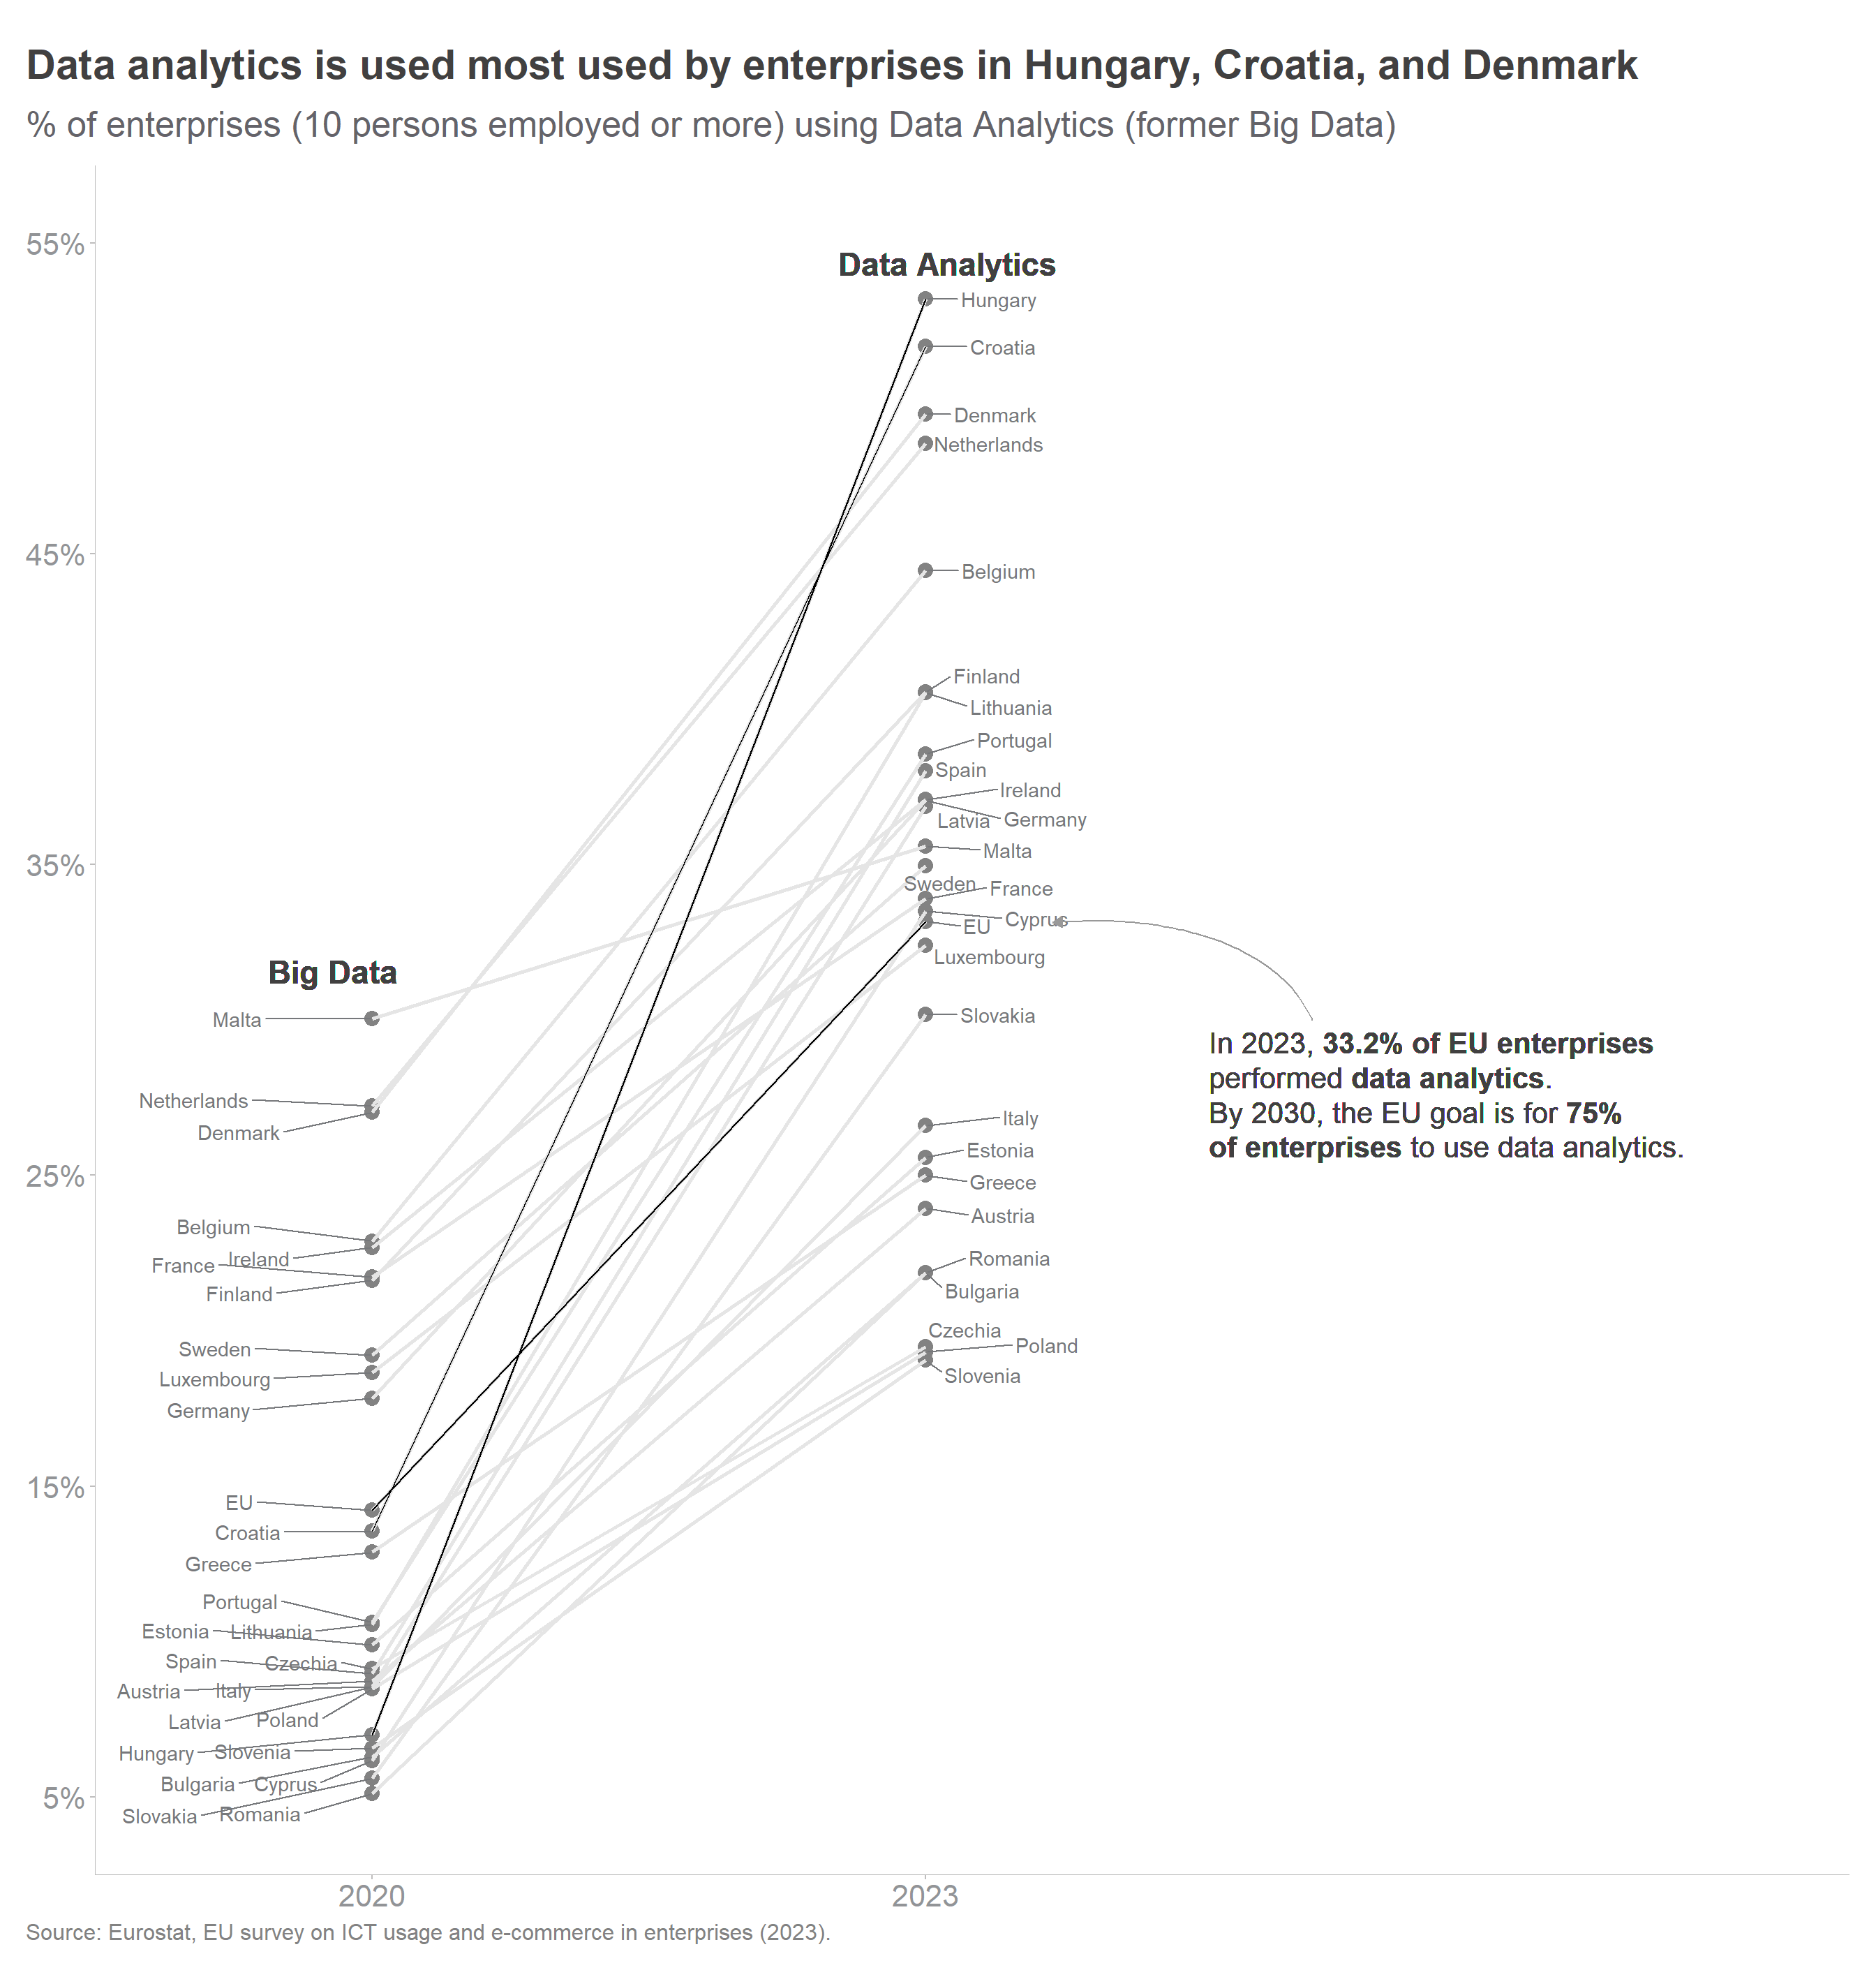 Data analytics is used most used by enterprises in Hungary, Croatia, and Denmark
% of enterprises (10 persons employed or more) using Data Analytics (former Big Data)
55%
45%
35%
25%
15%
5%
Big Data
Malta
Netherlands
Denmark
Belgium
Ireland
France
Finland
Sweden
Luxembourg
Germany
EU
Croatia
Greece
Portugal
Estonia
Lithuania
Spain
Czechia
Austria
Italy
Latvia
Poland
Hungary
Slovenia
Bulgaria
Cyprus
Slovakia
Romania
Data Analytics
Hungary
Croatia
Denmark
Netherlands
Belgium
Finland
Lithuania
Portugal
Spain
Ireland
Latvia
Germany
Malta
Sweden
France
Cyprus
EU
Luxembourg
Slovakia
Italy
Estonia
Greece
Austria
Romania
Bulgaria
Czechia
Poland
Slovenia
In 2023, 33.2% of EU enterprises
performed data analytics.
By 2030, the EU goal is for 75%
of enterprises to use data analytics.
2020
2023
Source: Eurostat, EU survey on ICT usage and e-commerce in enterprises (2023).